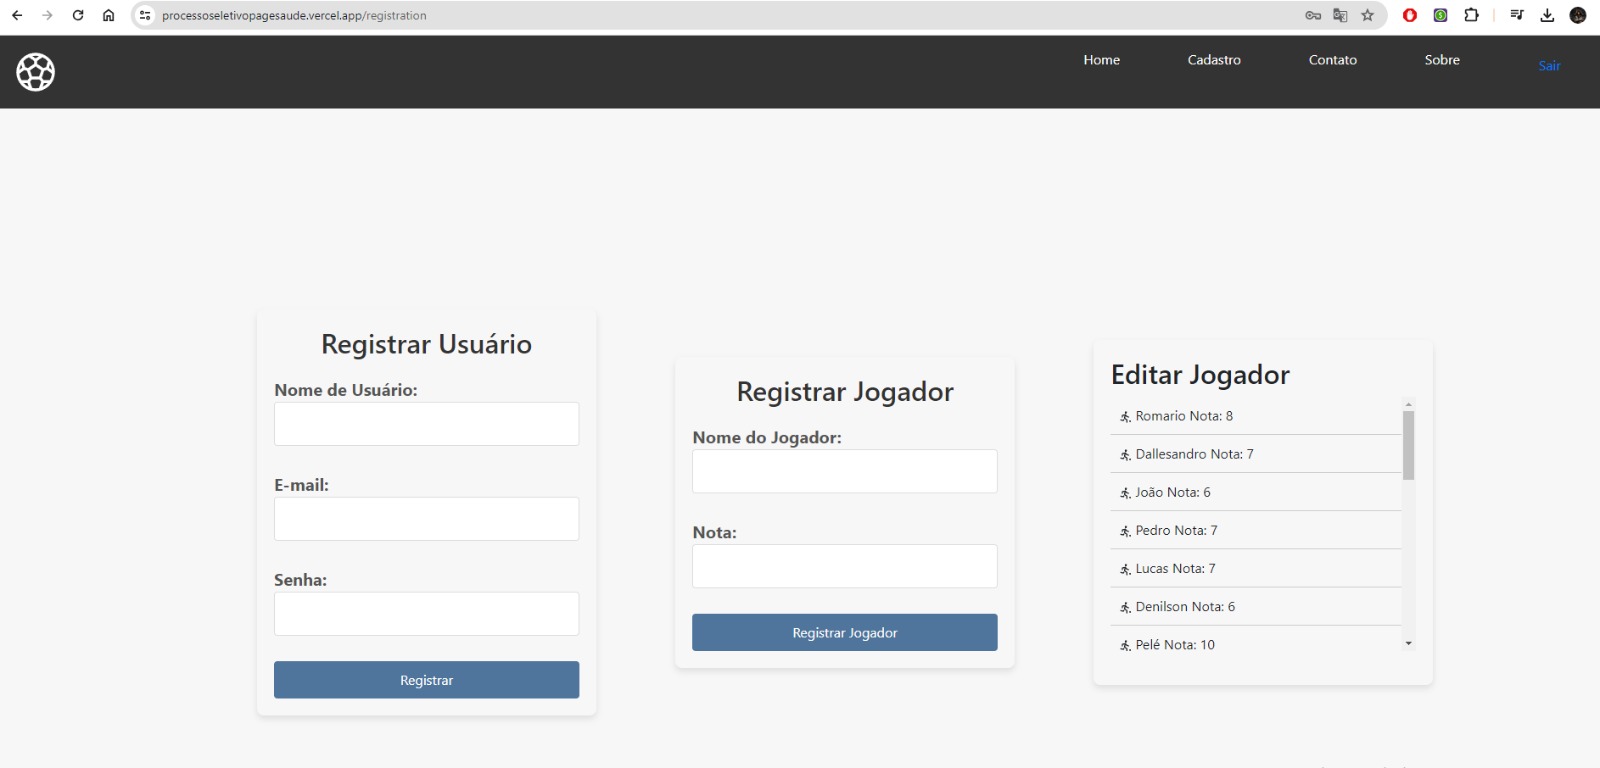 processoseletivopagesaude.vercel.app/registration
Home Cadastro Contato Sobre Sair
Registrar Usuário
Nome de Usuário:
E-mail:
Senha:
Registrar
Registrar Jogador
Nome do Jogador:
Nota:
Registrar Jogador
Editar Jogador
Romario Nota: 8
Dallesandro Nota: 7
João Nota: 6
Pedro Nota: 7
Lucas Nota: 7
Denilson Nota: 6
Pelé Nota: 10